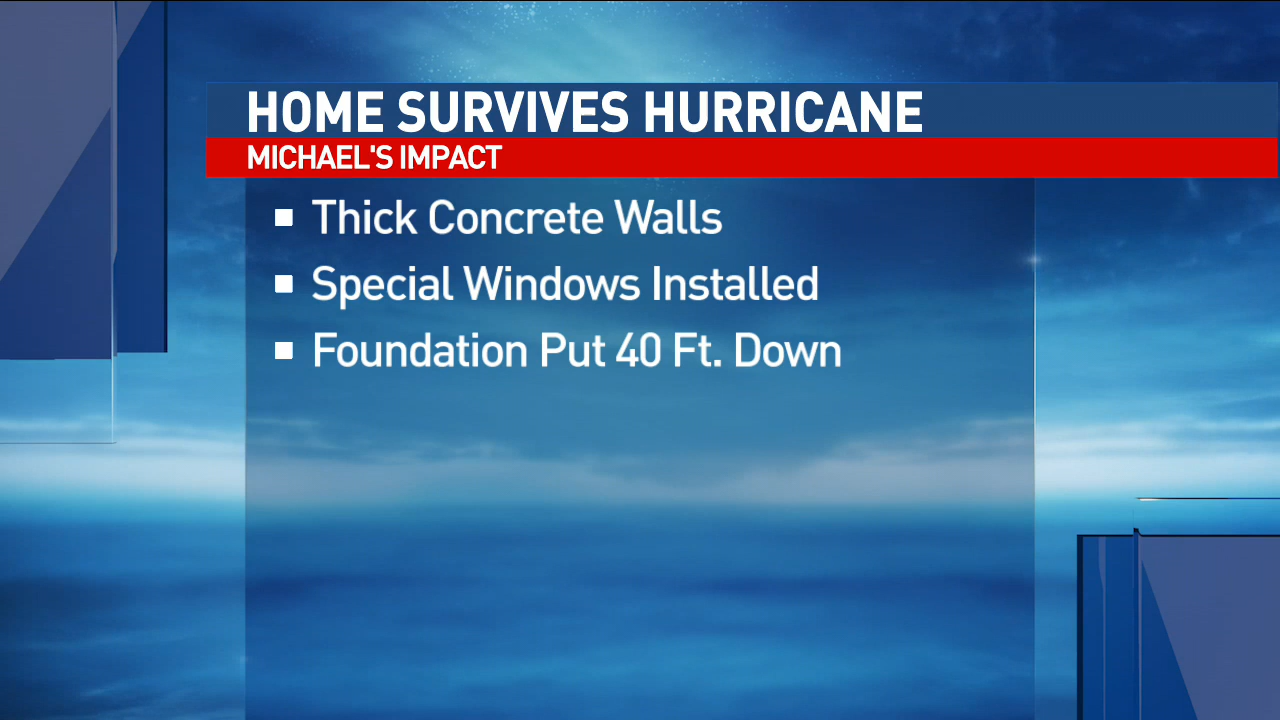 HOME SURVIVES HURRICANE
MICHAEL'S IMPACT
Thick Concrete Walls
Special Windows Installed
Foundation Put 40 Ft. Down